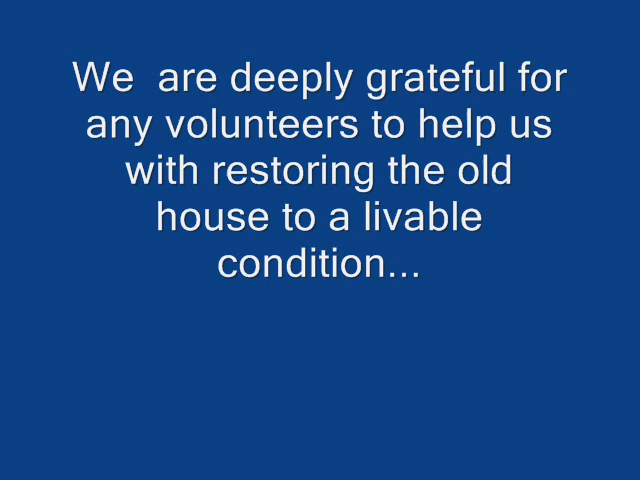 We  are deeply grateful for
any volunteers to help us
with restoring the old
house to a livable
condition...